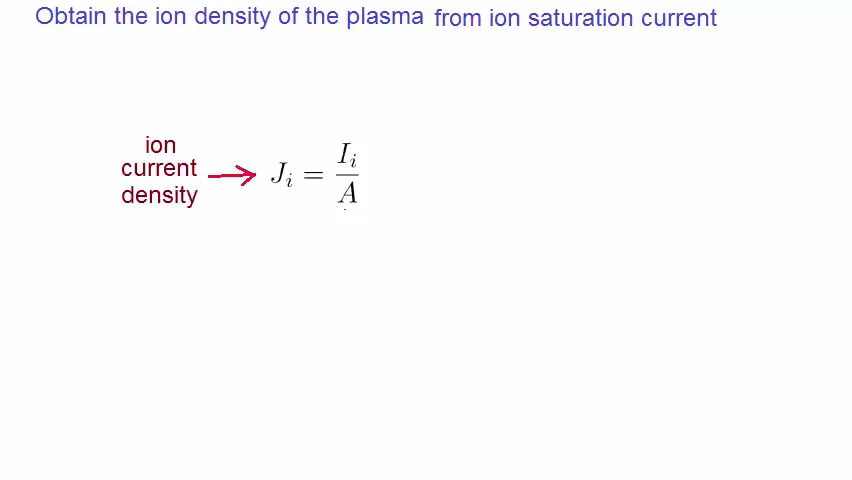 Obtain the ion density of the plasma from ion saturation current
ion
current
density
J_i = I_i / A